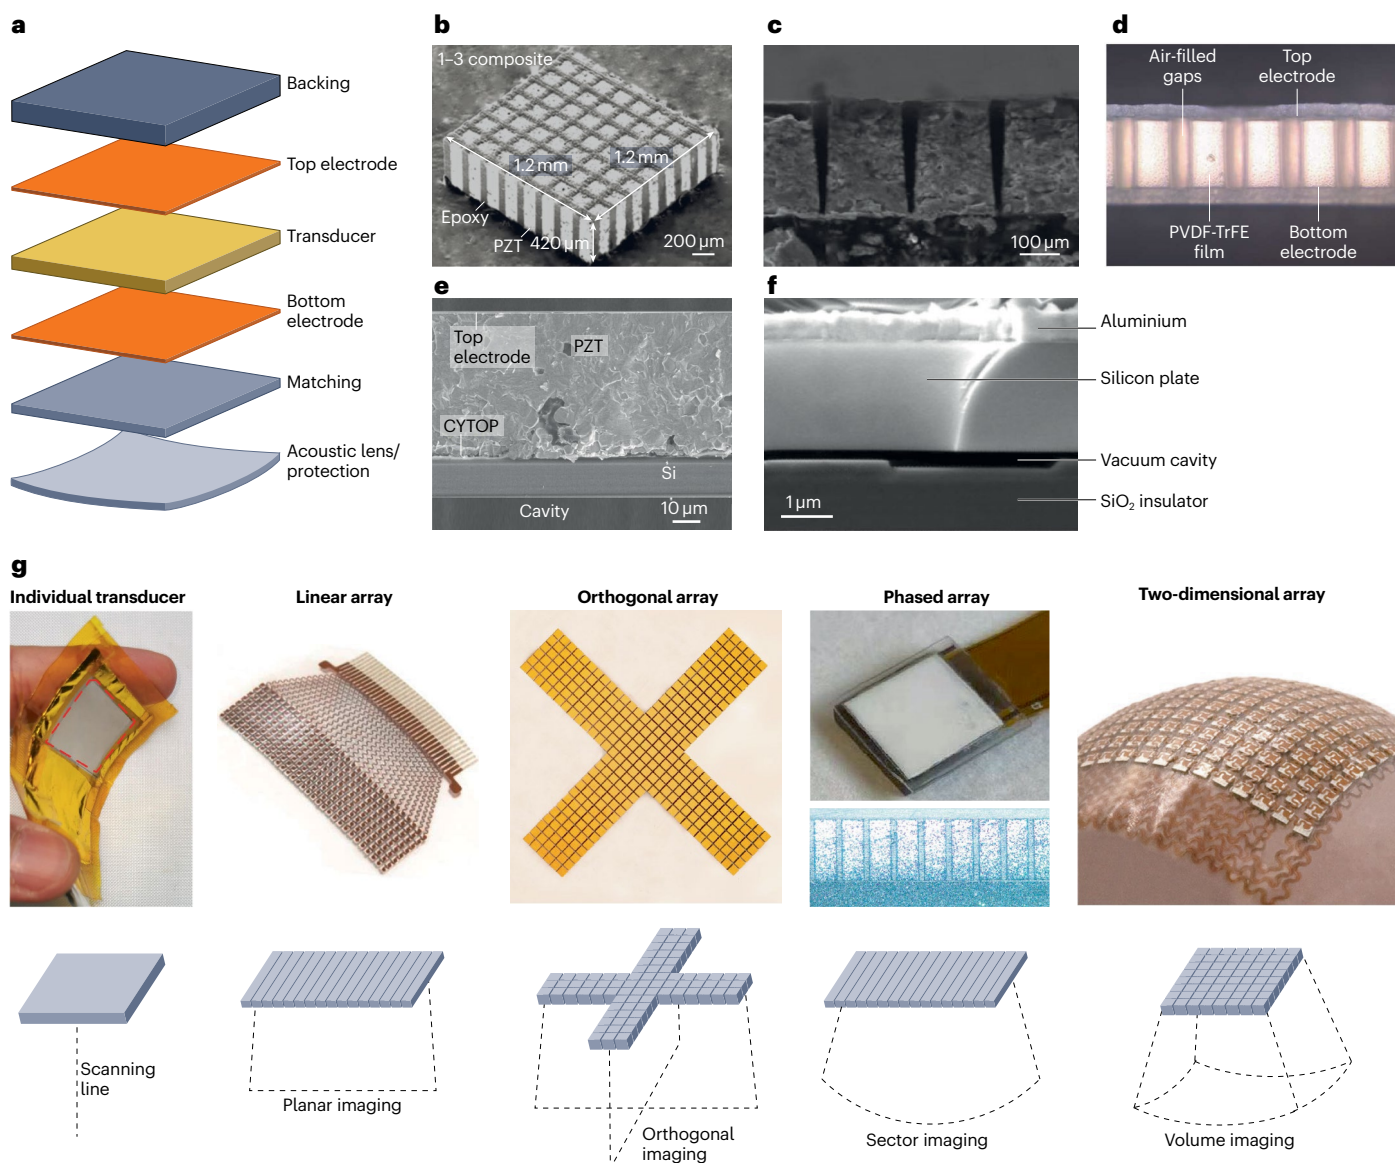 a
Backing
Top electrode
Transducer
Bottom
electrode
Matching
Acoustic lens/
protection
b
1–3 composite
1.2 mm
1.2 mm
Epoxy
PZT
420 μm
200 μm
c
100 μm
d
Air-filled
gaps
Top
electrode
PVDF-TrFE
film
Bottom
electrode
e
Top
electrode
PZT
CYTOP
Si
Cavity
10 μm
f
Aluminium
Silicon plate
Vacuum cavity
SiO₂ insulator
1 μm
g
Individual transducer
Linear array
Orthogonal array
Phased array
Two-dimensional array
Scanning
line
Planar imaging
Orthogonal
imaging
Sector imaging
Volume imaging